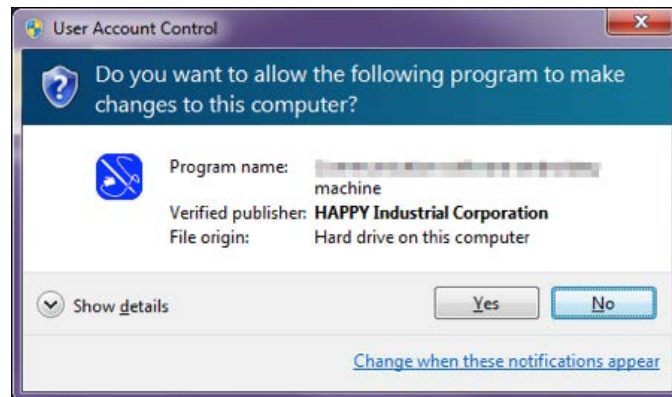 User Account Control
Do you want to allow the following program to make
changes to this computer?
Program name:
machine
Verified publisher: HAPPY Industrial Corporation
File origin: Hard drive on this computer
Show details
Yes No
Change when these notifications appear